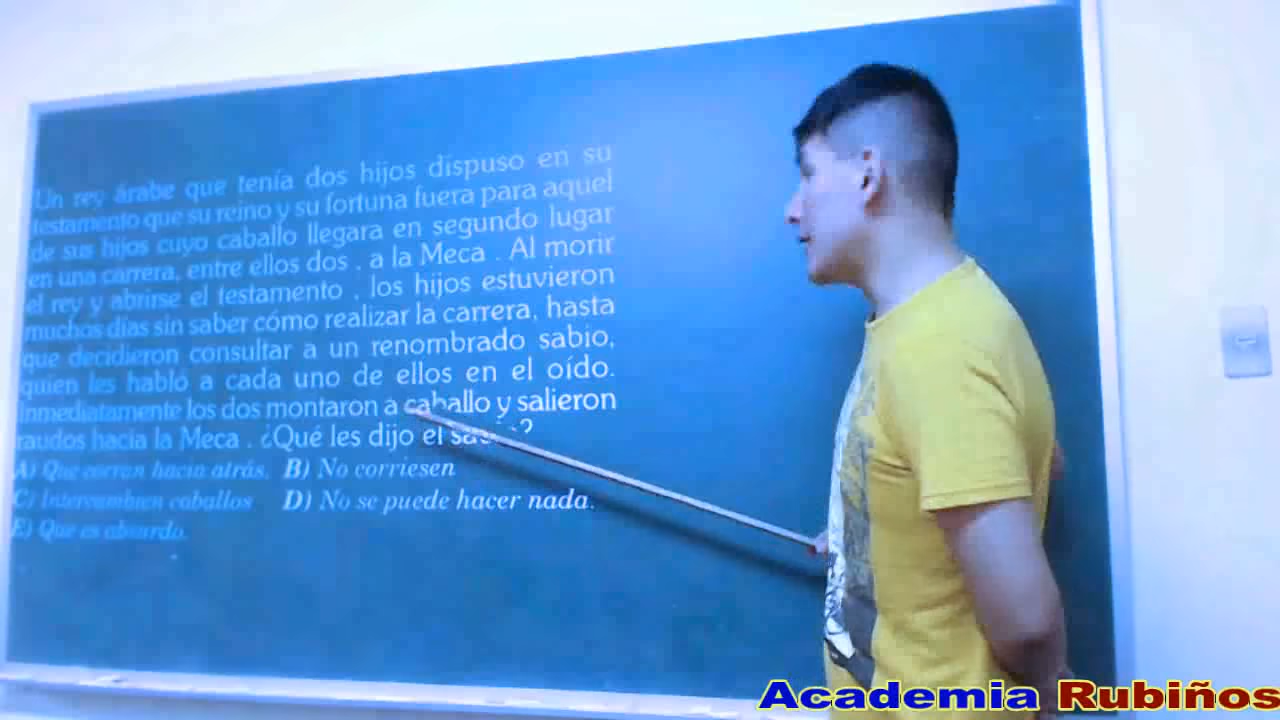 Un rey árabe que tenía dos hijos dispuso en su
testamento que su reino y su fortuna fuera para aquel
de sus hijos cuyo caballo llegara en segundo lugar
en una carrera, entre ellos dos , a la Meca . Al morir
el rey y abrirse el testamento , los hijos estuvieron
muchos días sin saber cómo realizar la carrera, hasta
que decidieron consultar a un renombrado sabio,
quien les habló a cada uno de ellos en el oído.
Inmediatamente los dos montaron a caballo y salieron
raudos hacia la Meca . ¿Qué les dijo el sabio?
A) Que corran hacia atrás. B) No corriesen
C) Intercambien caballos D) No se puede hacer nada.
E) Que es absurdo.
Academia Rubiños